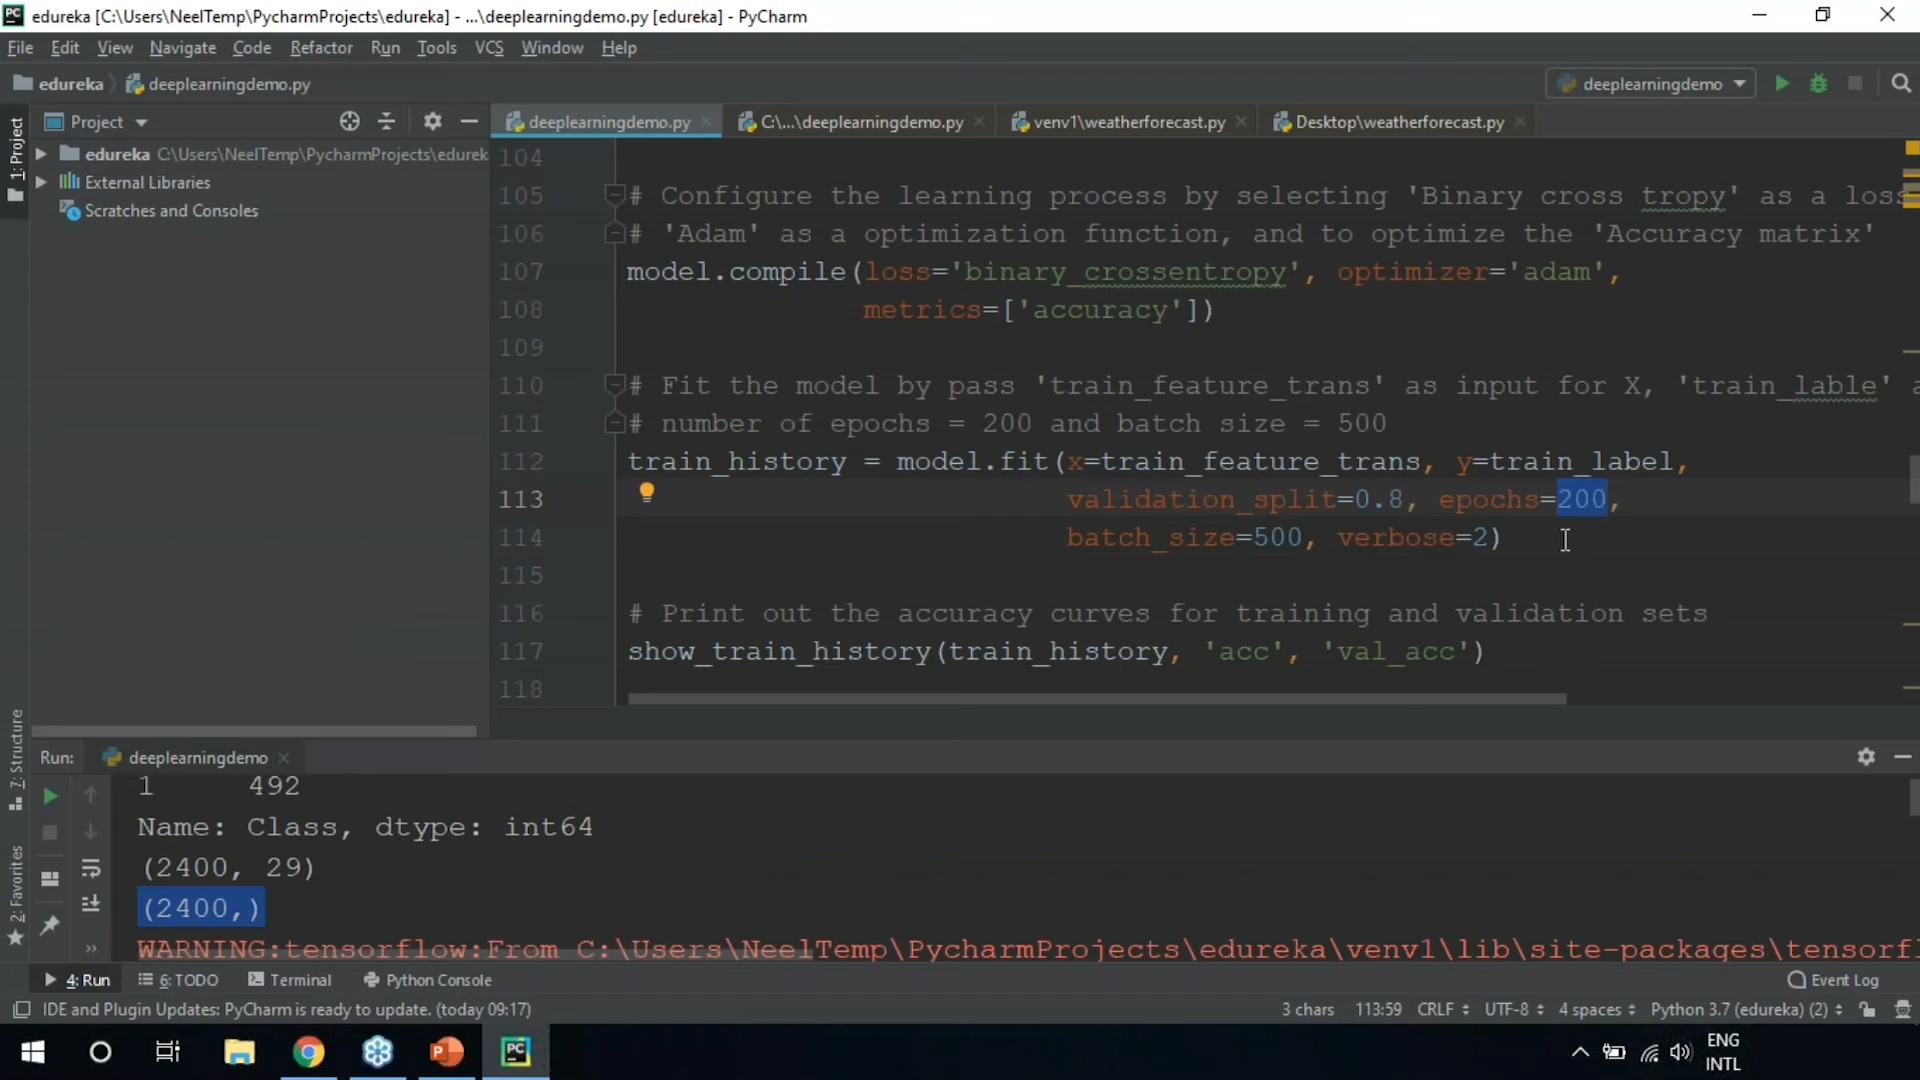 edureka [C:\Users\NeelTemp\PycharmProjects\edureka] - ...\deeplearningdemo.py [edureka] - PyCharm
File Edit View Navigate Code Refactor Run Tools VCS Window Help
edureka deeplearningdemo.py deeplearningdemo
Project deeplearningdemo.py C:\...\deeplearningdemo.py venv1\weatherforecast.py Desktop\weatherforecast.py
1: Project
edureka C:\Users\NeelTemp\PycharmProjects\edurek
External Libraries
Scratches and Consoles
104
105 # Configure the learning process by selecting 'Binary cross tropy' as a loss
106 # 'Adam' as a optimization function, and to optimize the 'Accuracy matrix'
107 model.compile(loss='binary_crossentropy', optimizer='adam',
108 metrics=['accuracy'])
109
110 # Fit the model by pass 'train_feature_trans' as input for X, 'train_lable' a
111 # number of epochs = 200 and batch size = 500
112 train_history = model.fit(x=train_feature_trans, y=train_label,
113 validation_split=0.8, epochs=200,
114 batch_size=500, verbose=2)
115
116 # Print out the accuracy curves for training and validation sets
117 show_train_history(train_history, 'acc', 'val_acc')
118
7: Structure
2: Favorites
Run: deeplearningdemo
1 492
Name: Class, dtype: int64
(2400, 29)
(2400,)
WARNING:tensorflow:From C:\Users\NeelTemp\PycharmProjects\edureka\venv1\lib\site-packages\tensorfl
4: Run 6: TODO Terminal Python Console Event Log
IDE and Plugin Updates: PyCharm is ready to update. (today 09:17) 3 chars 113:59 CRLF UTF-8 4 spaces Python 3.7 (edureka) (2)
ENG
INTL